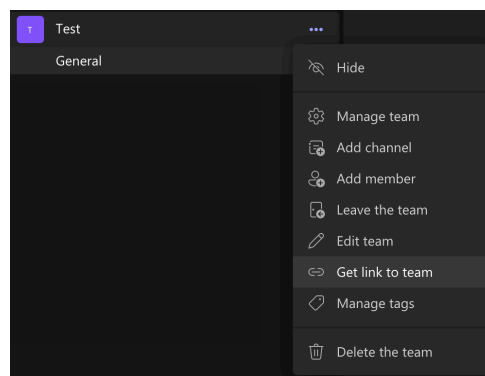 T Test
General
Hide
Manage team
Add channel
Add member
Leave the team
Edit team
Get link to team
Manage tags
Delete the team